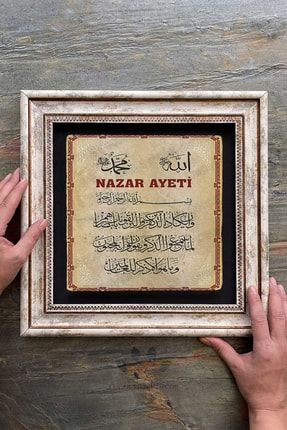 الله محمد
NAZAR AYETİ
بسم الله الرحمن الرحيم
وإن يكاد الذين كفروا ليزلقونك بأبصارهم
لما سمعوا الذكر ويقولون إنه لمجنون
وما هو إلا ذكر للعالمين